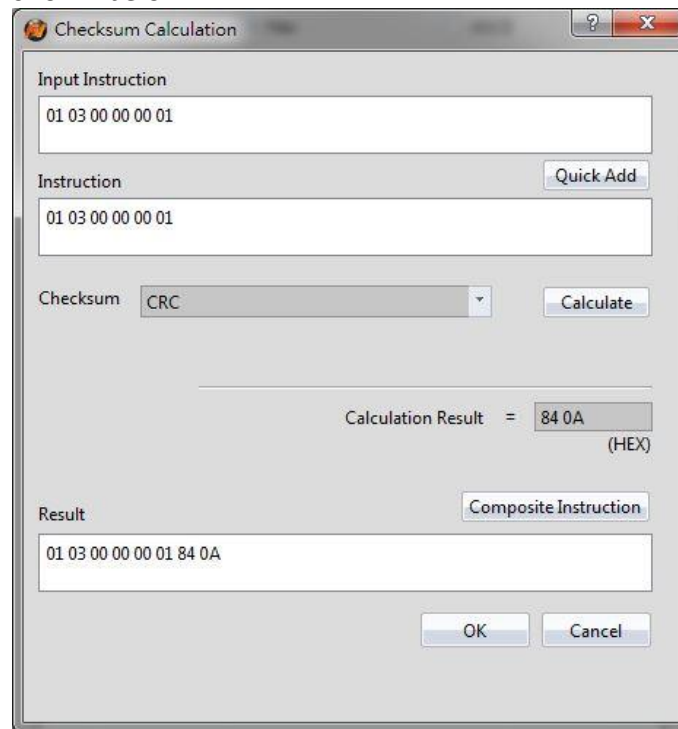 Checksum Calculation
Input Instruction
01 03 00 00 00 01
Quick Add
Instruction
01 03 00 00 00 01
Checksum CRC Calculate
Calculation Result = 84 0A
(HEX)
Composite Instruction
Result
01 03 00 00 00 01 84 0A
OK Cancel